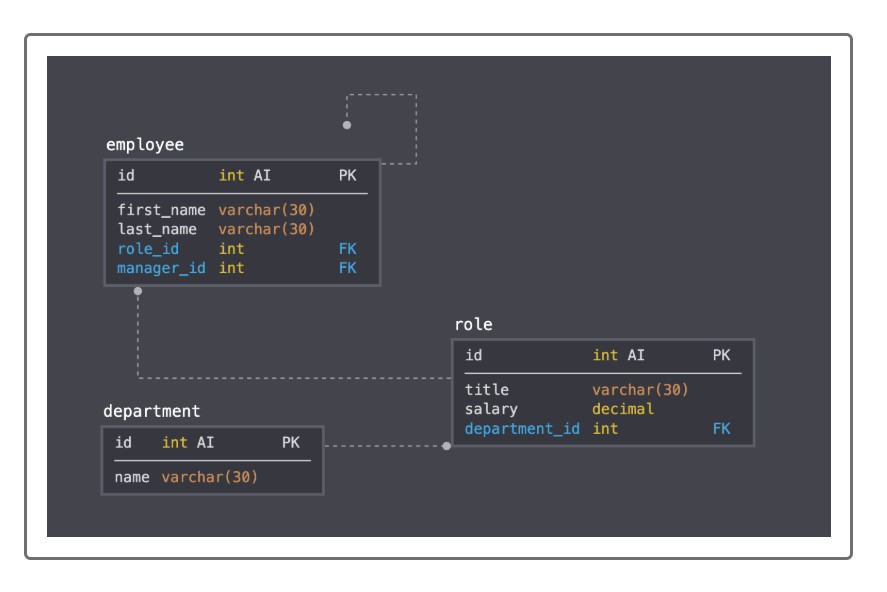 employee
id int AI PK
first_name varchar(30)
last_name varchar(30)
role_id int FK
manager_id int FK
role
id int AI PK
title varchar(30)
salary decimal
department_id int FK
department
id int AI PK
name varchar(30)